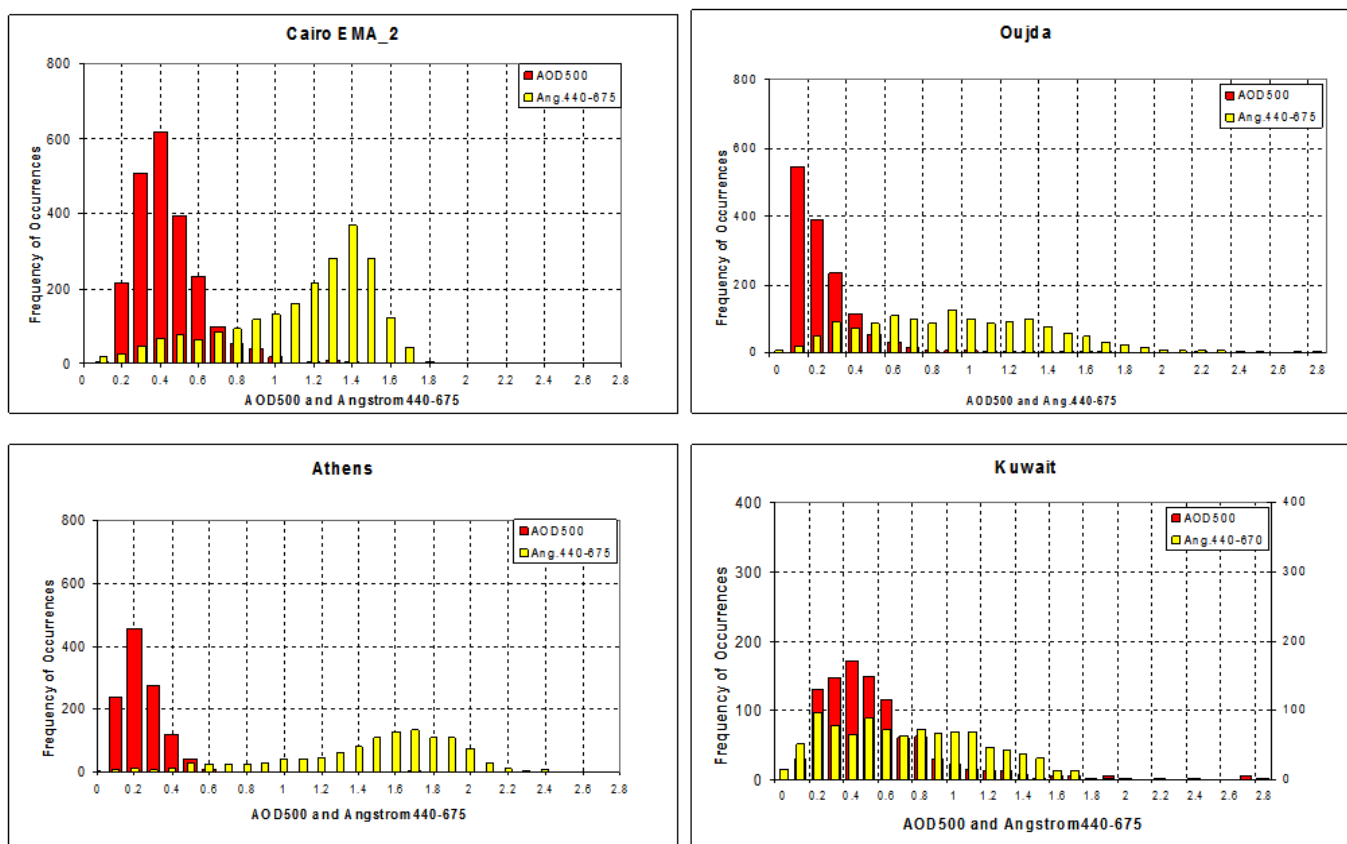 Cairo EMA_2
AOD500
Ang.440-675
Frequency of Occurrences
800
600
400
200
0
0 0.2 0.4 0.6 0.8 1.0 1.2 1.4 1.6 1.8 2.0 2.2 2.4 2.6 2.8
AOD500 and Angstrom440-675
Oujda
AOD500
Ang.440-675
Frequency of Occurrences
800
600
400
200
0
0 0.2 0.4 0.6 0.8 1 1.2 1.4 1.6 1.8 2 2.2 2.4 2.6 2.8
AOD500 and Ang.440-675
Athens
AOD500
Ang.440-675
Frequency of Occurrences
800
600
400
200
0
0 0.2 0.4 0.6 0.8 1 1.2 1.4 1.6 1.8 2 2.2 2.4 2.6 2.8
AOD500 and Angstrom440-675
Kuwait
AOD500
Ang.440-670
Frequency of Occurrences
400
300
200
100
0
400
300
200
100
0
0 0.2 0.4 0.6 0.8 1 1.2 1.4 1.6 1.8 2 2.2 2.4 2.6 2.8
AOD500 and Angstrom440-675